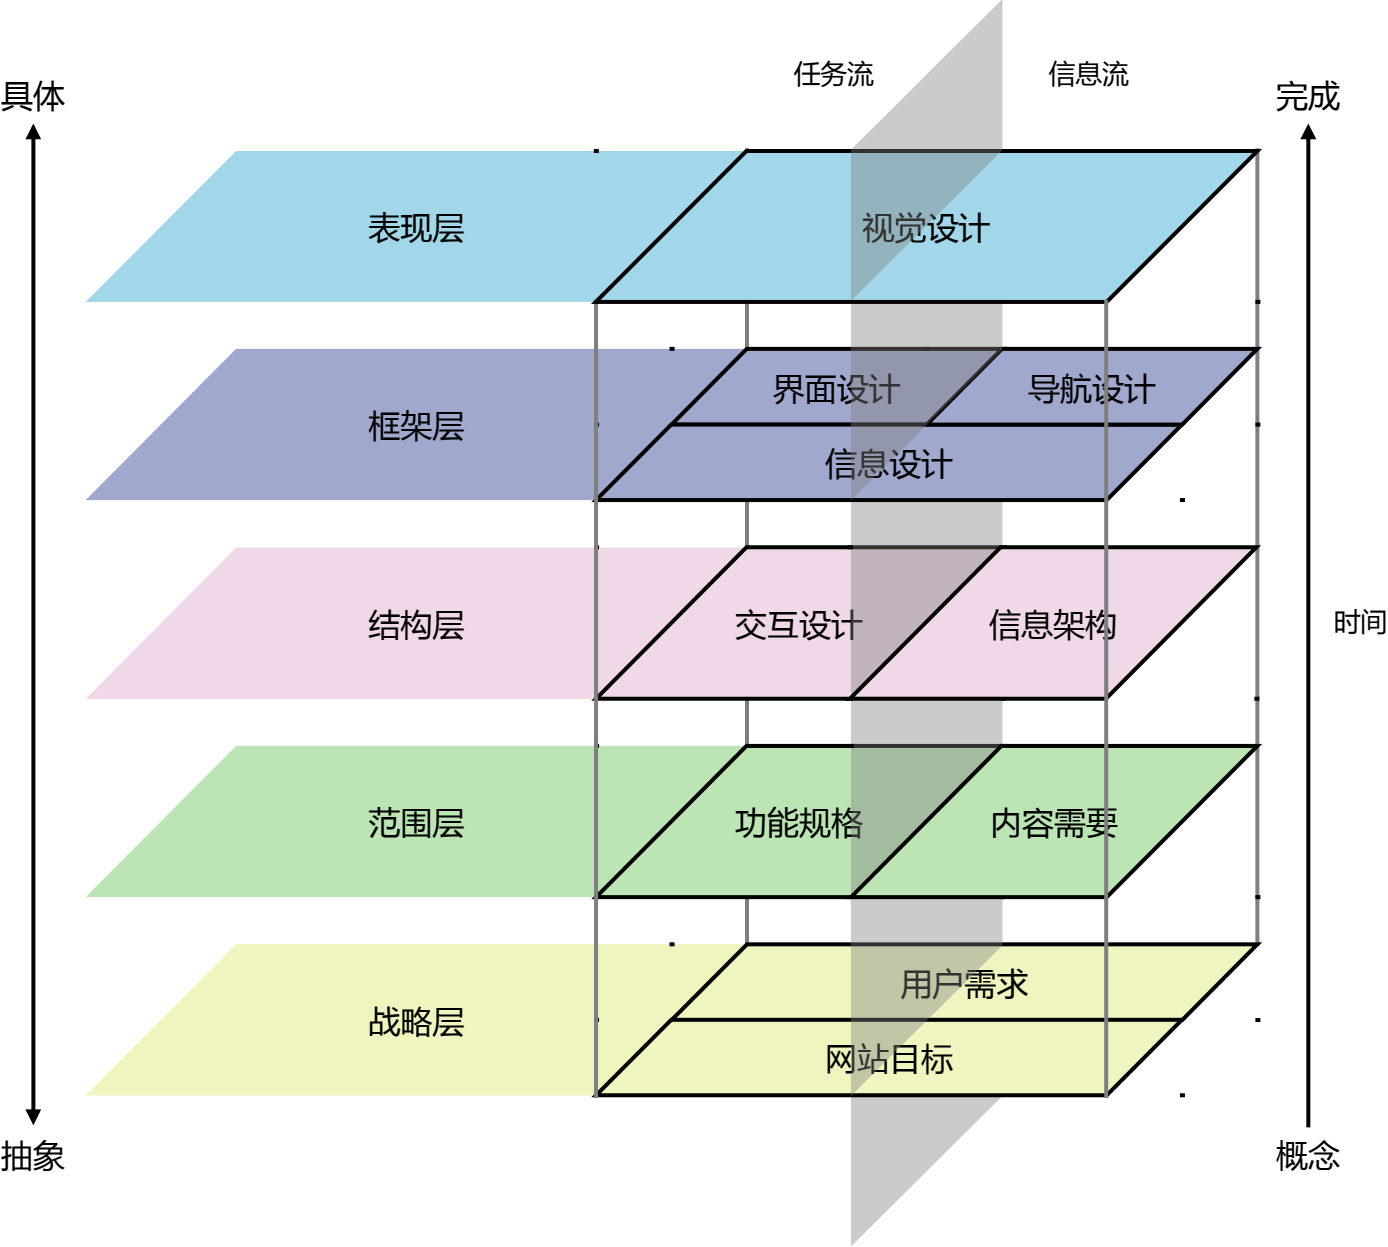 任务流
信息流
具体
完成
表现层
视觉设计
界面设计
导航设计
框架层
信息设计
结构层
交互设计
信息架构
时间
范围层
功能规格
内容需要
用户需求
战略层
网站目标
抽象
概念